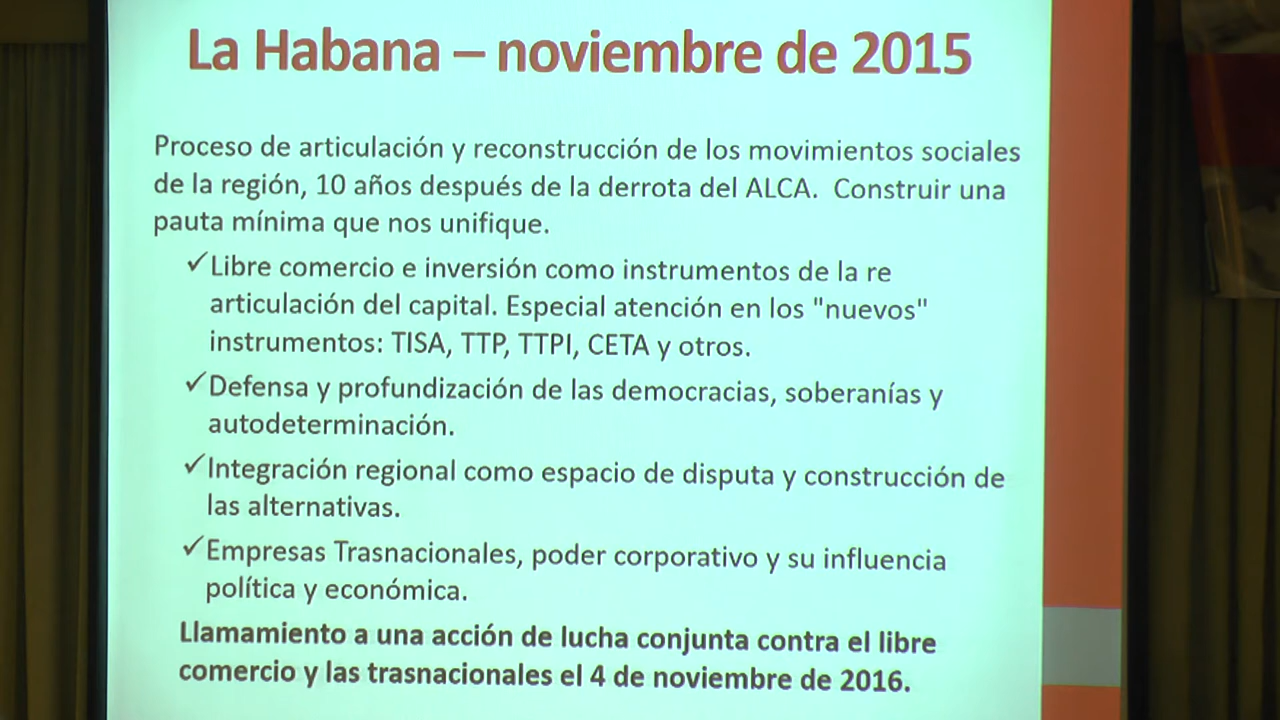 La Habana – noviembre de 2015
Proceso de articulación y reconstrucción de los movimientos sociales
de la región, 10 años después de la derrota del ALCA. Construir una
pauta mínima que nos unifique.
✓Libre comercio e inversión como instrumentos de la re
articulación del capital. Especial atención en los "nuevos"
instrumentos: TISA, TTP, TTPI, CETA y otros.
✓Defensa y profundización de las democracias, soberanías y
autodeterminación.
✓Integración regional como espacio de disputa y construcción de
las alternativas.
✓Empresas Trasnacionales, poder corporativo y su influencia
política y económica.
Llamamiento a una acción de lucha conjunta contra el libre
comercio y las trasnacionales el 4 de noviembre de 2016.